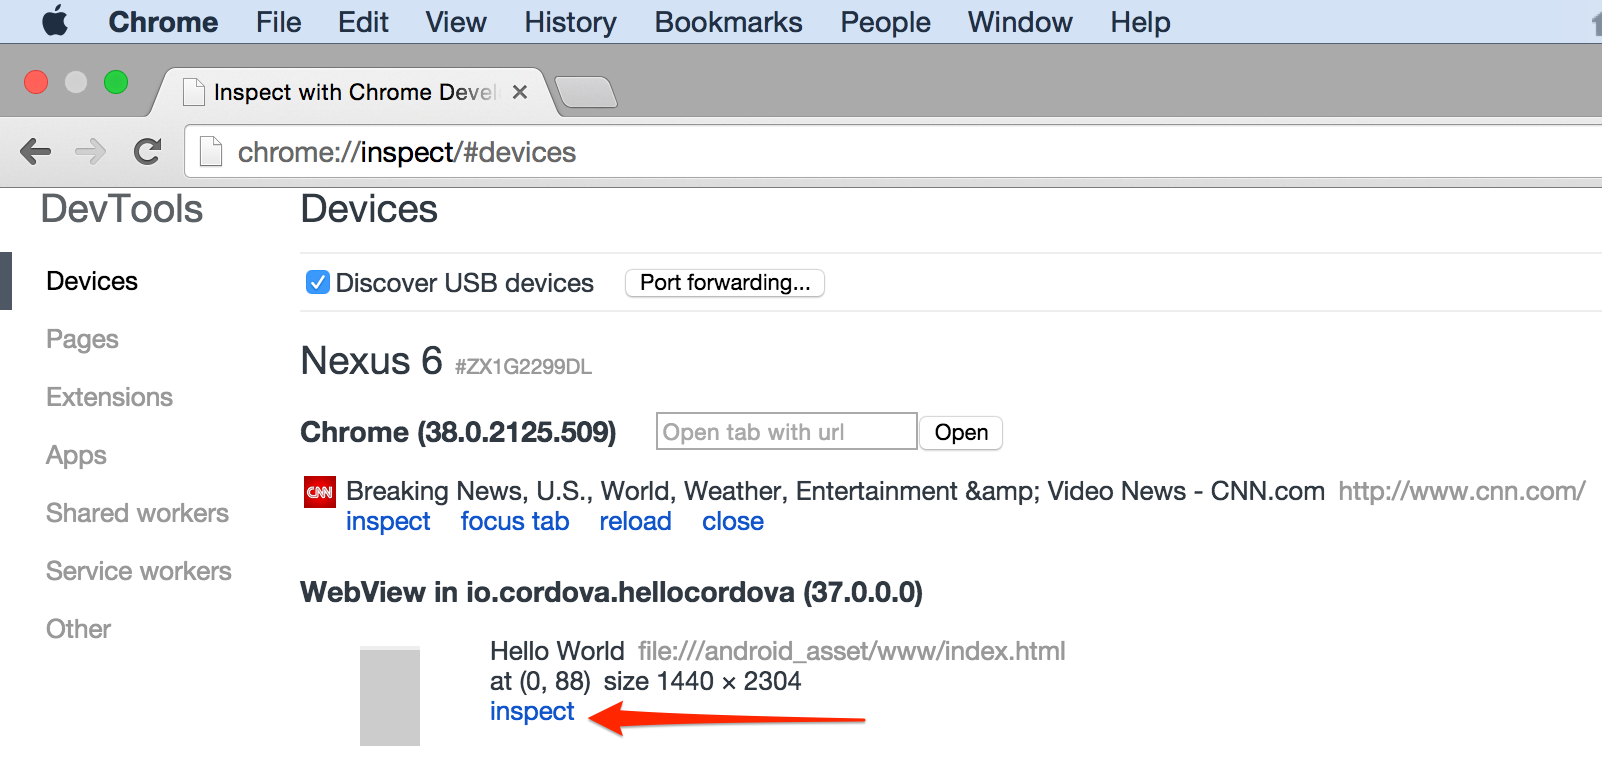 Chrome File Edit View History Bookmarks People Window Help
Inspect with Chrome Devel
chrome://inspect/#devices
DevTools
Devices
Pages
Extensions
Apps
Shared workers
Service workers
Other
Devices
Discover USB devices Port forwarding...
Nexus 6 #ZX1G2299DL
Chrome (38.0.2125.509) Open tab with url Open
CNN Breaking News, U.S., World, Weather, Entertainment &amp; Video News - CNN.com http://www.cnn.com/
inspect focus tab reload close
WebView in io.cordova.hellocordova (37.0.0.0)
Hello World file:///android_asset/www/index.html
at (0, 88) size 1440 × 2304
inspect